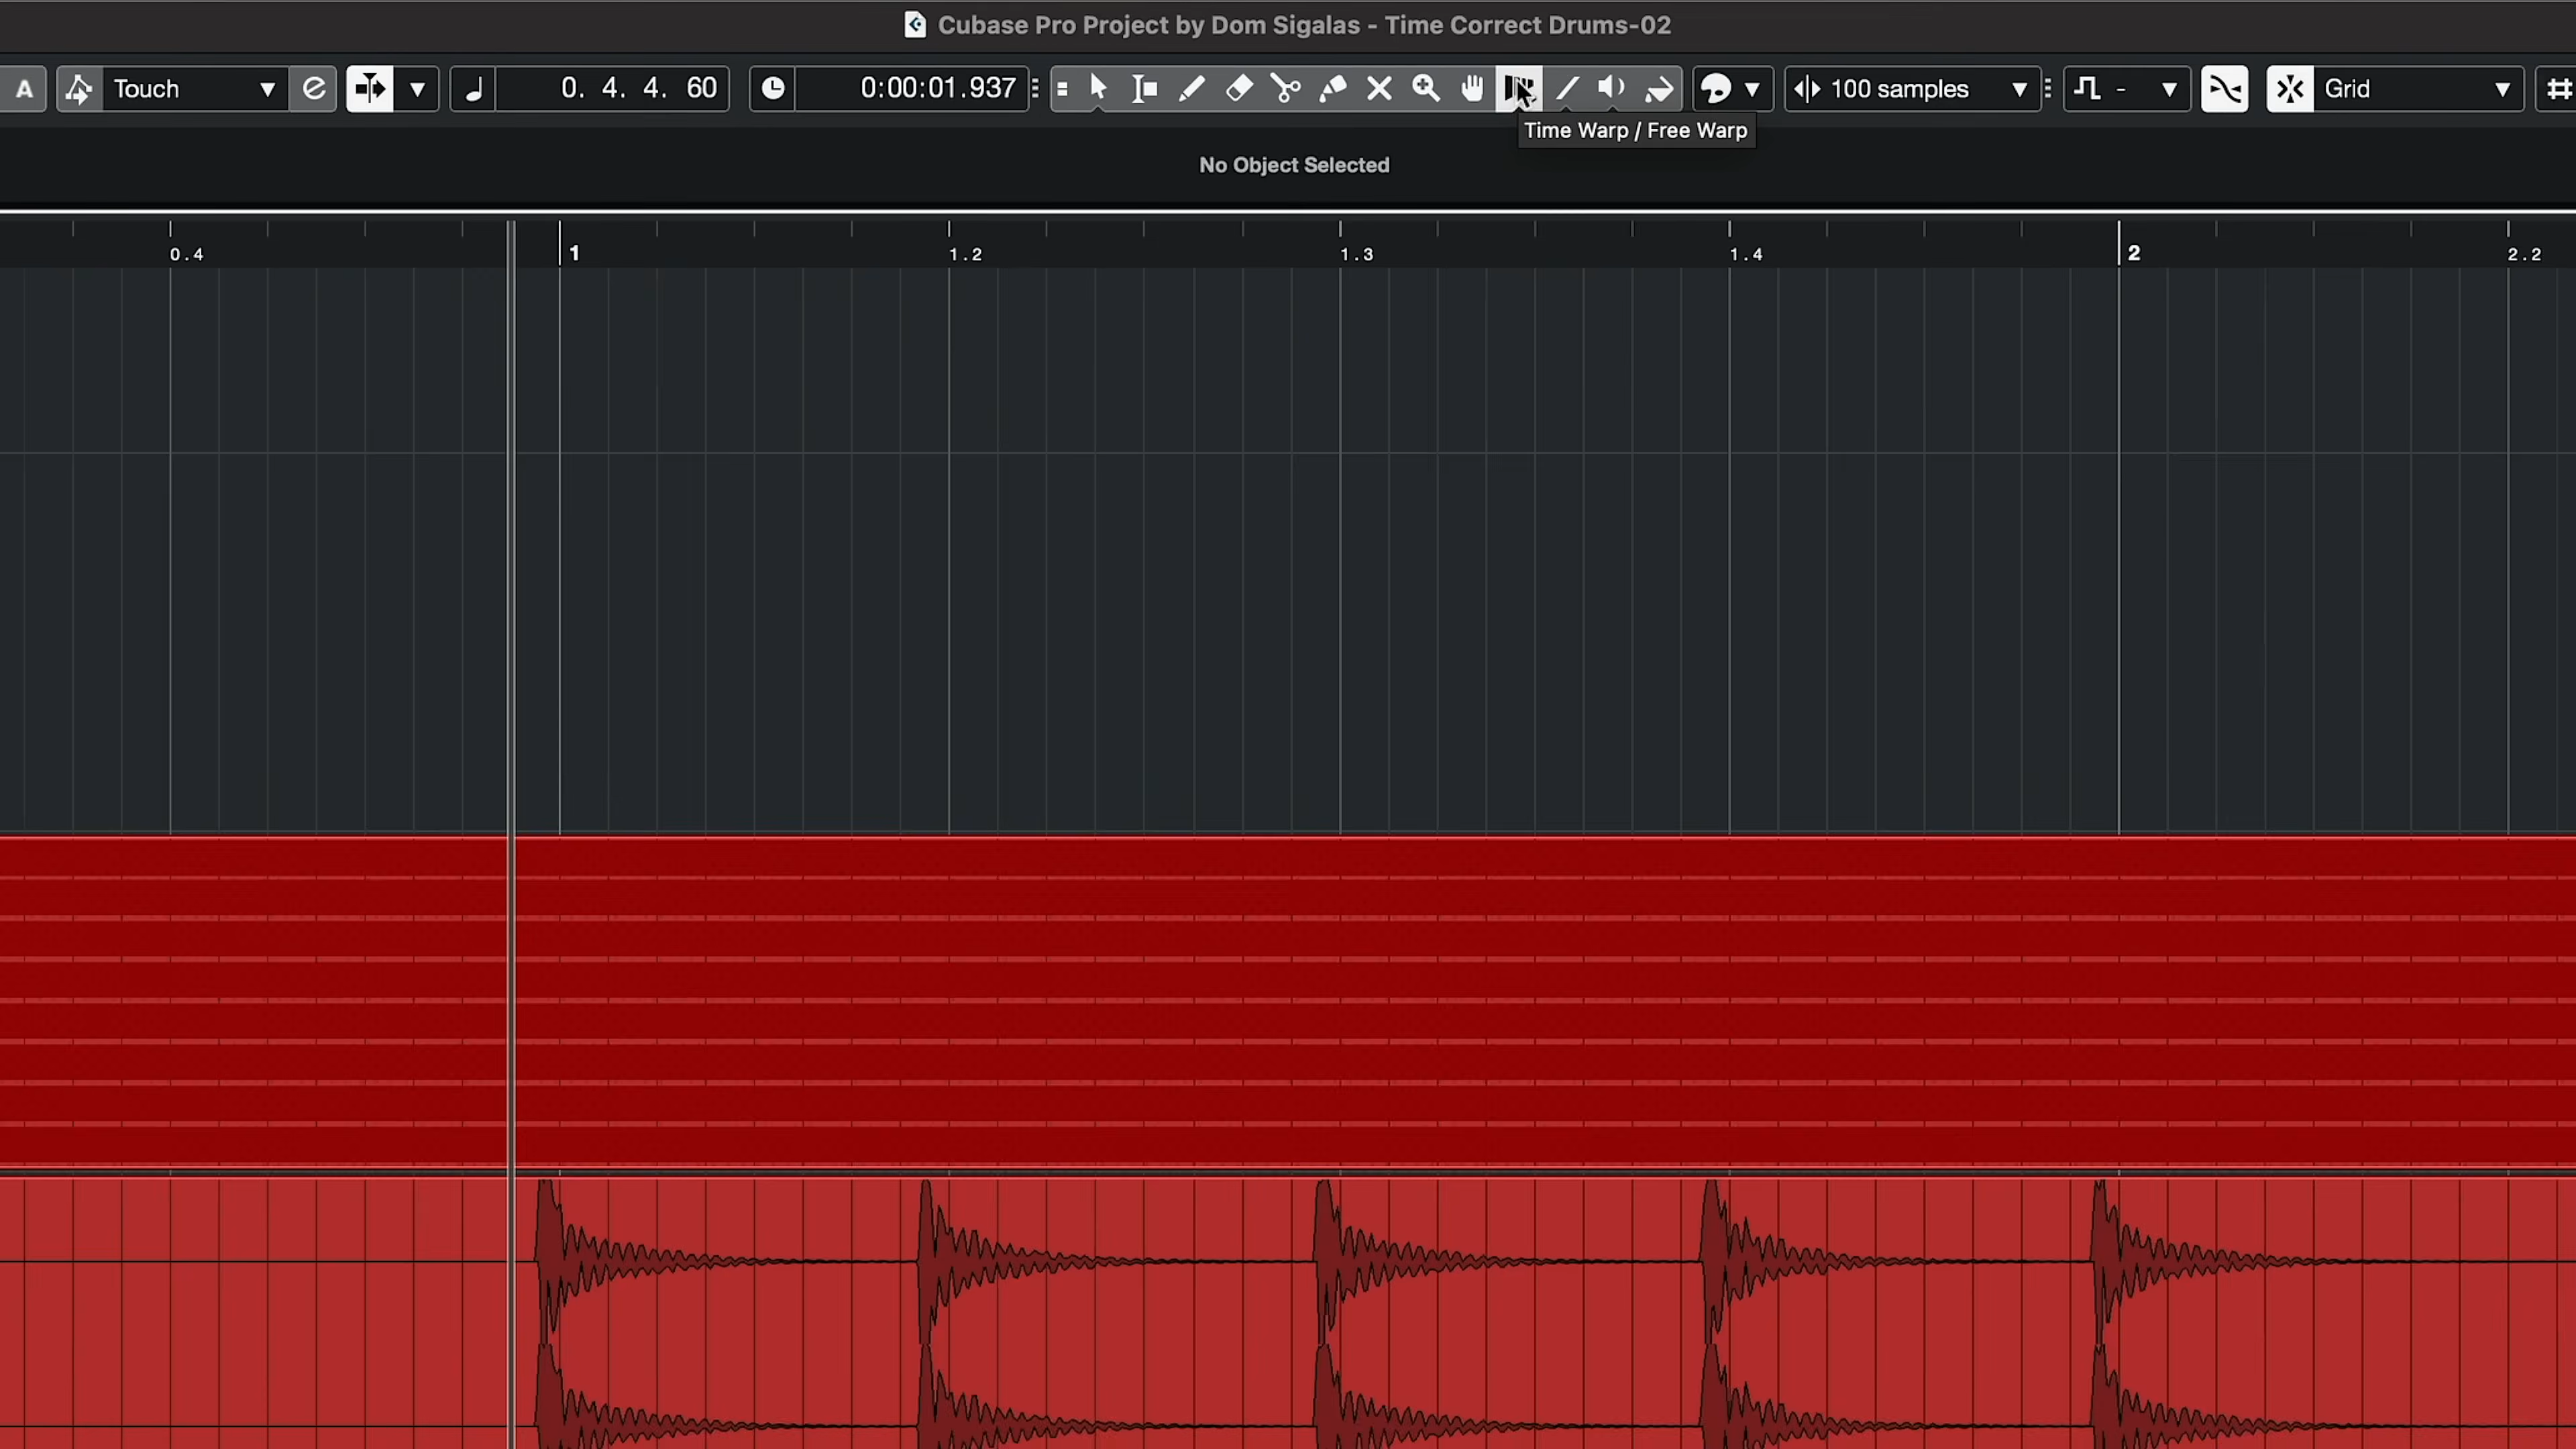 Cubase Pro Project by Dom Sigalas - Time Correct Drums-02
A Touch 0. 4. 4. 60 0:00:01.937 100 samples - Grid
Time Warp / Free Warp
No Object Selected
0.4 1 1.2 1.3 1.4 2 2.2